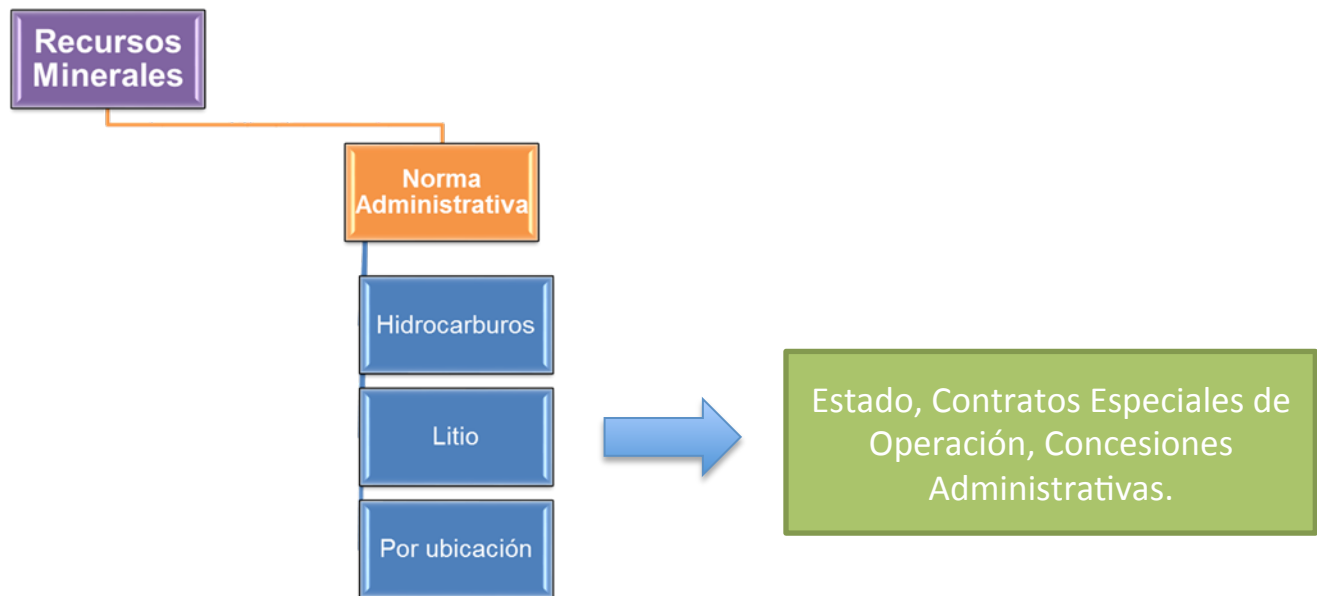 Recursos
Minerales
Norma
Administrativa
Hidrocarburos
Litio
Por ubicación
Estado, Contratos Especiales de
Operación, Concesiones
Administrativas.